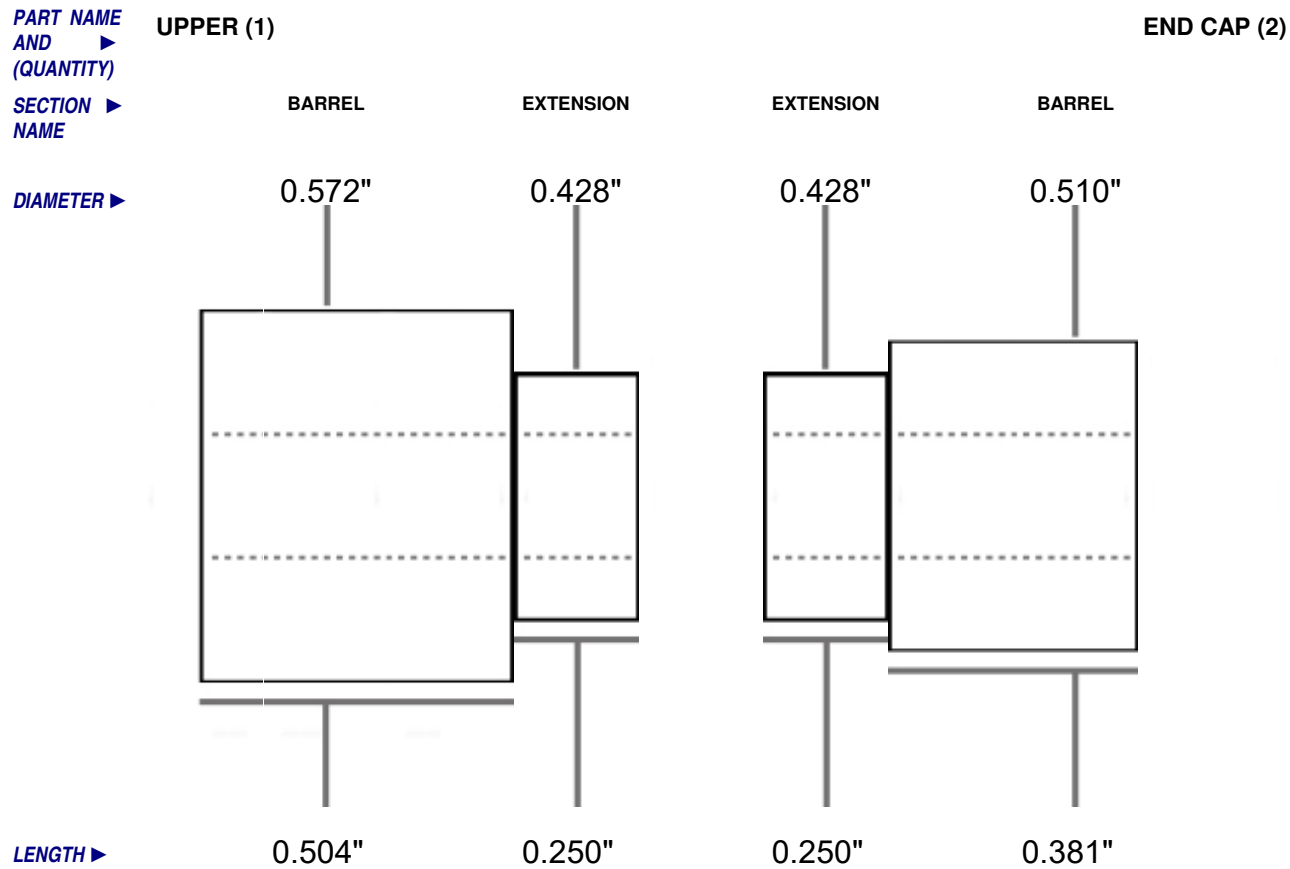 PART NAME
AND ►
(QUANTITY)
UPPER (1)
END CAP (2)
SECTION ►
NAME
BARREL EXTENSION EXTENSION BARREL
DIAMETER ►
0.572" 0.428" 0.428" 0.510"
LENGTH ►
0.504" 0.250" 0.250" 0.381"